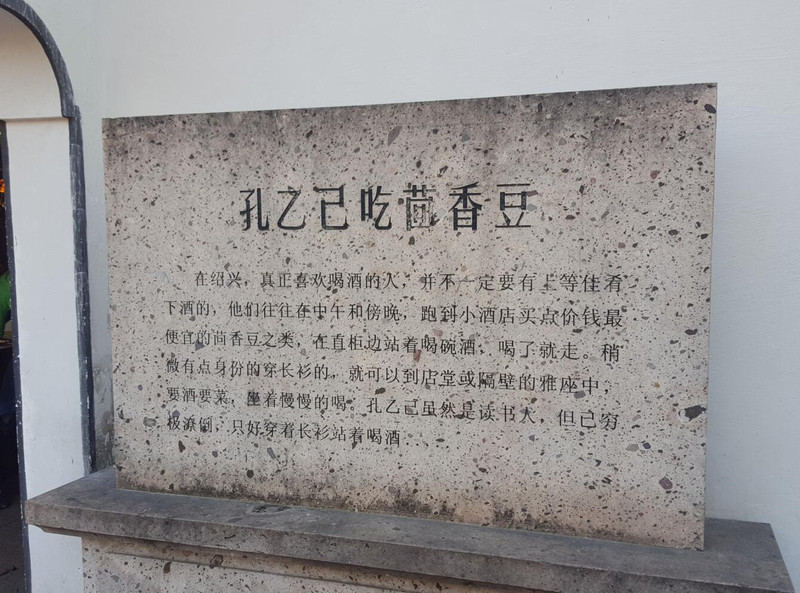 孔乙己吃茴香豆
在绍兴，真正喜欢喝酒的人，并不一定要有上等佳肴
下酒的，他们往往在中午和傍晚，跑到小酒店买点价钱最
便宜的茴香豆之类，在直柜边站着喝碗酒，喝了就走。稍
微有点身份的穿长衫的，就可以到店堂或隔壁的雅座中，
要酒要菜，坐着慢慢的喝。孔乙己虽然是读书人，但已穷
极潦倒，只好穿着长衫站着喝酒......